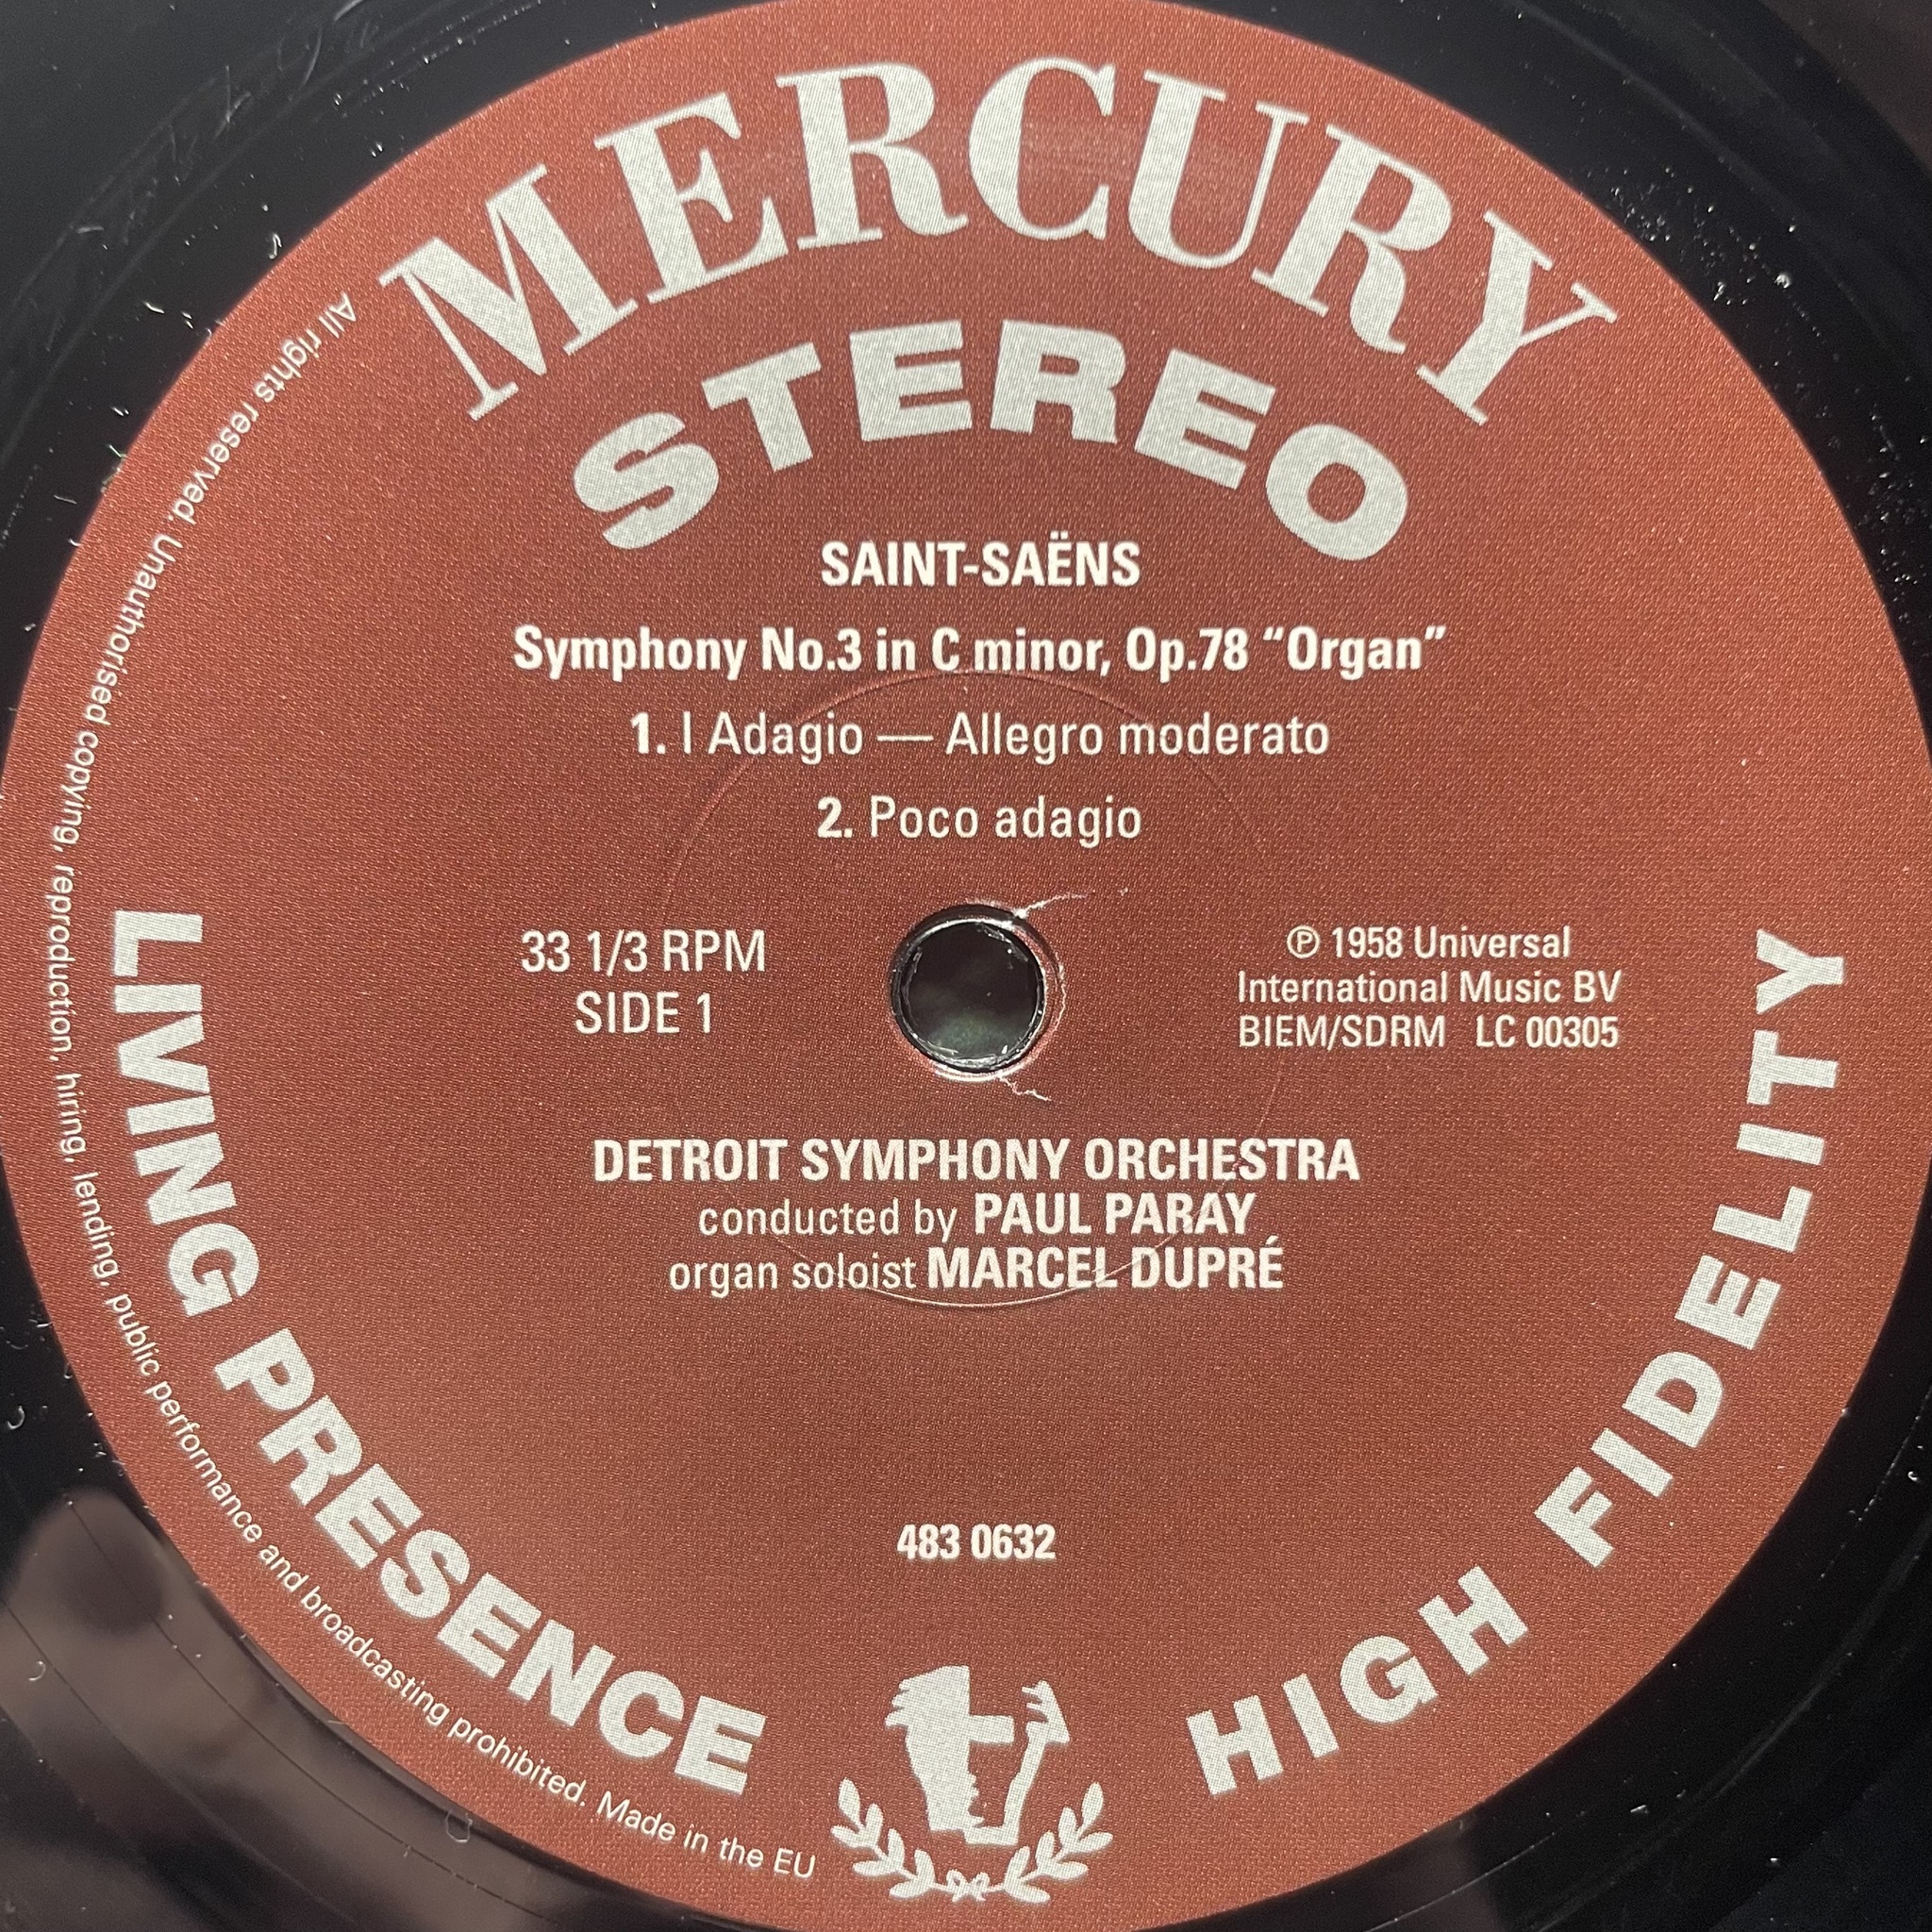 MERCURY
STEREO
SAINT-SAËNS
Symphony No.3 in C minor, Op.78 “Organ”
1. I Adagio — Allegro moderato
2. Poco adagio
33 1/3 RPM
SIDE 1
℗ 1958 Universal
International Music BV
BIEM/SDRM LC 00305
DETROIT SYMPHONY ORCHESTRA
conducted by PAUL PARAY
organ soloist MARCEL DUPRÉ
483 0632
LIVING PRESENCE
HIGH FIDELITY
All rights reserved. Unauthorised copying, reproduction, hiring, lending, public performance and broadcasting prohibited. Made in the EU